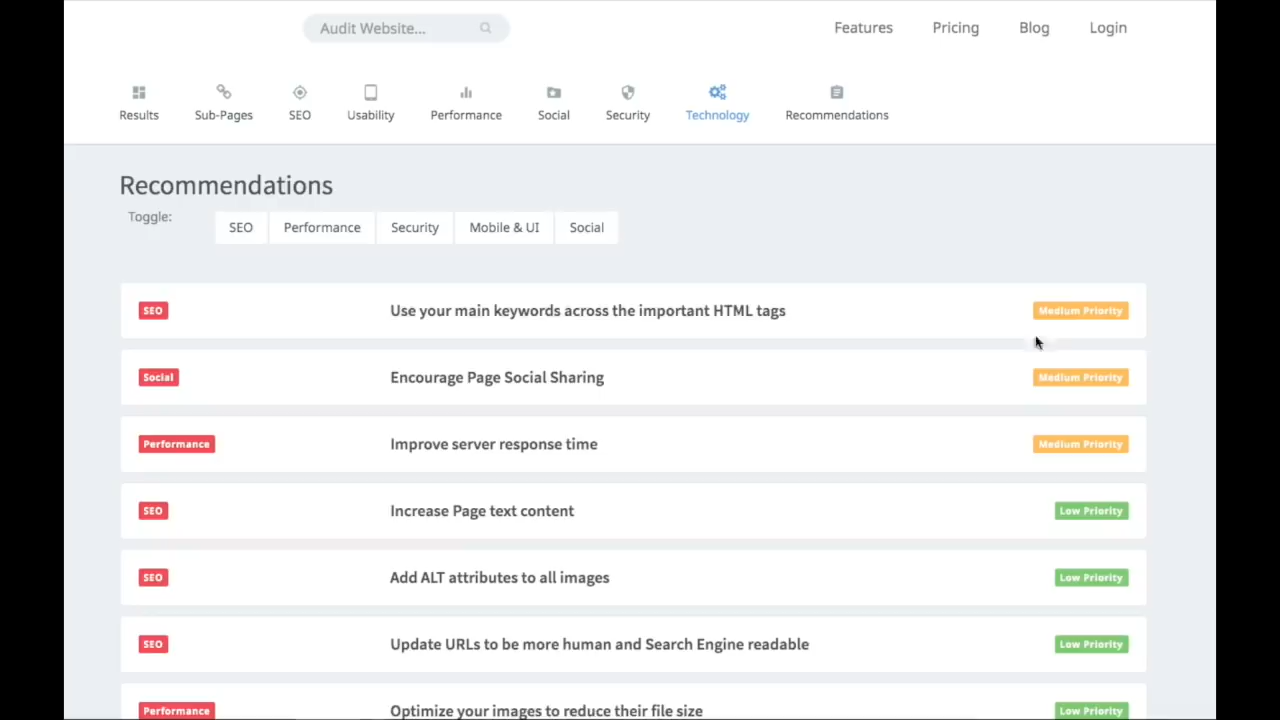 Audit Website...
Features Pricing Blog Login
Results Sub-Pages SEO Usability Performance Social Security Technology Recommendations
Recommendations
Toggle: SEO Performance Security Mobile & UI Social
SEO Use your main keywords across the important HTML tags Medium Priority
Social Encourage Page Social Sharing Medium Priority
Performance Improve server response time Medium Priority
SEO Increase Page text content Low Priority
SEO Add ALT attributes to all images Low Priority
SEO Update URLs to be more human and Search Engine readable Low Priority
Performance Optimize your images to reduce their file size Low Priority